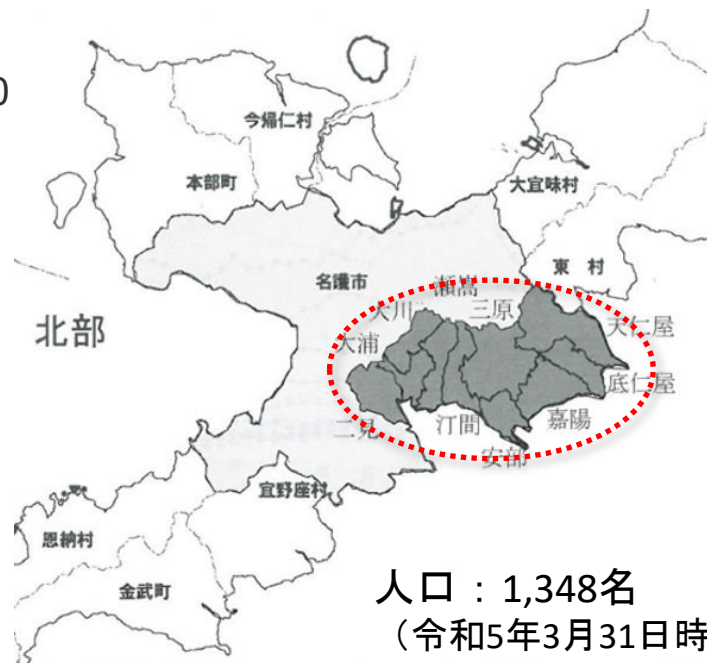 0
今帰仁村
本部町
大宜味村
東 村
名護市
瀬嵩
大川
三原
天仁屋
北部
大浦
底仁屋
二見
汀間
嘉陽
安部
宜野座村
恩納村
金武町
人口：1,348名
（令和5年3月31日時